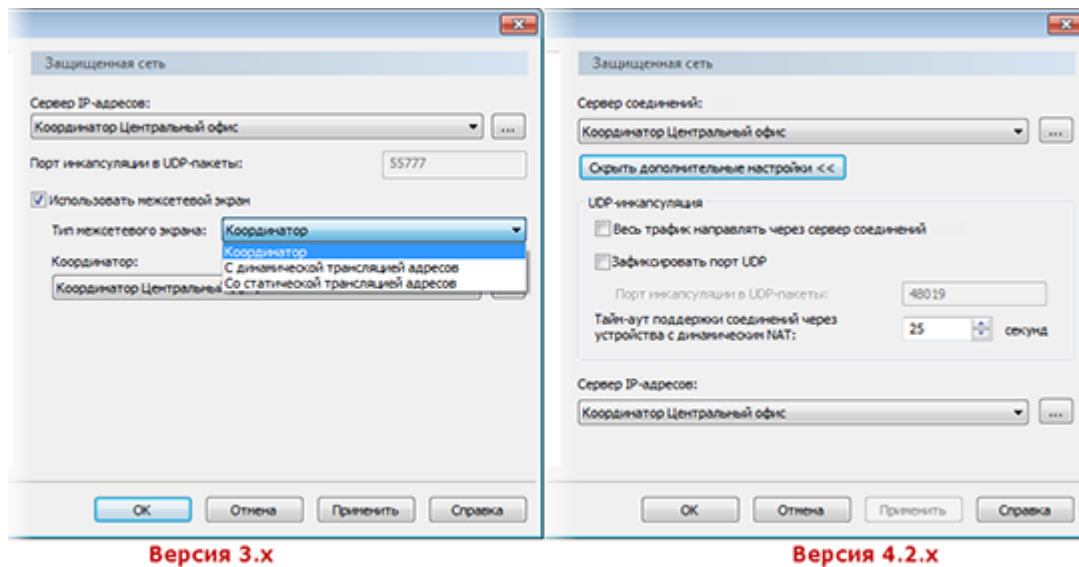 Защищенная сеть
Сервер IP-адресов:
Координатор Центральный офис
...
Порт инкапсуляции в UDP-пакеты:
55777
Использовать межсетевой экран
Тип межсетевого экрана:
Координатор
Координатор
С динамической трансляцией адресов
Со статической трансляцией адресов
Координатор:
Координатор Центральный
OK
Отмена
Применить
Справка
Версия 3.x
Защищенная сеть
Сервер соединений:
Координатор Центральный офис
...
Скрыть дополнительные настройки <<
UDP-инкапсуляция
Весь трафик направлять через сервер соединений
Зафиксировать порт UDP
Порт инкапсуляции в UDP-пакеты:
48019
Тайм-аут поддержки соединений через
устройства с динамическим NAT:
25
секунд
Сервер IP-адресов:
Координатор Центральный офис
...
OK
Отмена
Применить
Справка
Версия 4.2.x